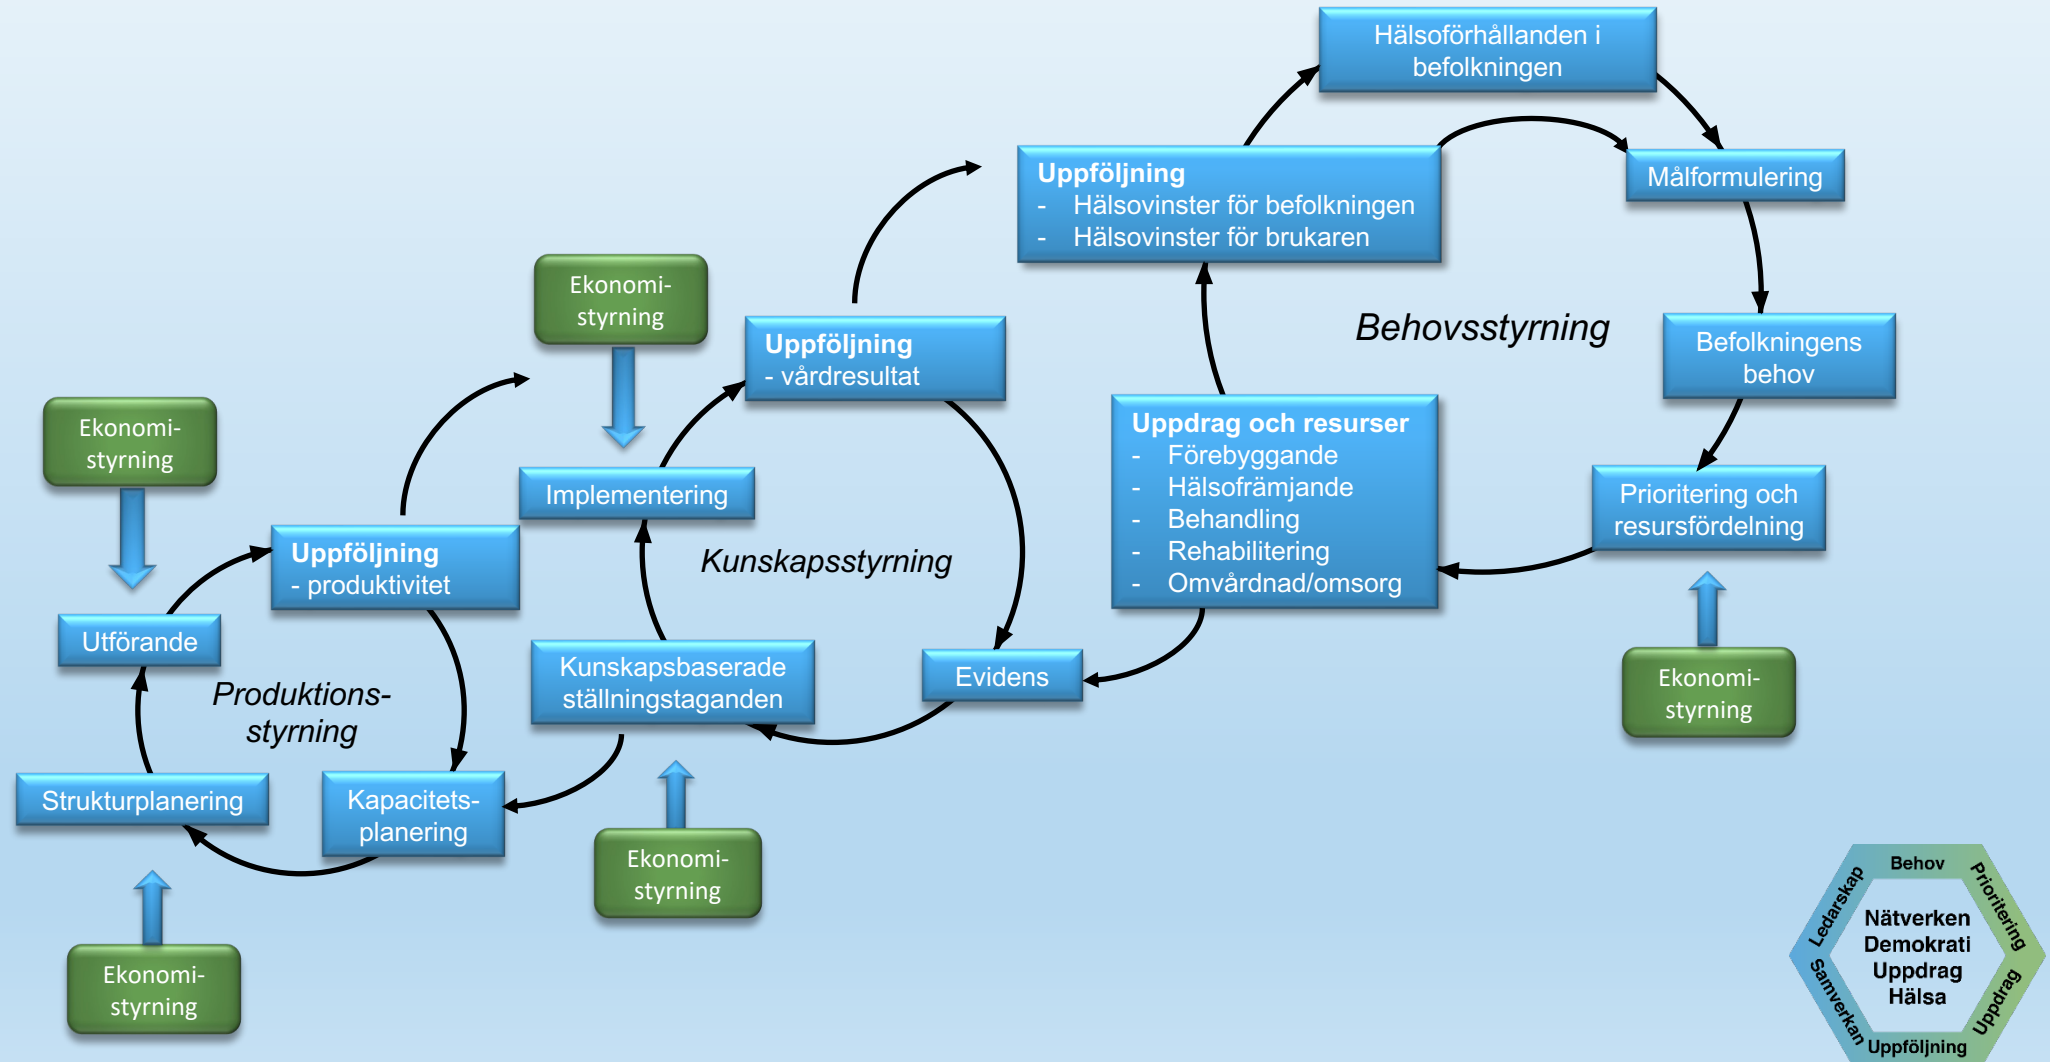 Hälsoförhållanden i
befolkningen
Uppföljning
- Hälsovinster för befolkningen
- Hälsovinster för brukaren
Målformulering
Ekonomi-
styrning
Uppföljning
- vårdresultat
Behovsstyrning
Befolkningens
behov
Ekonomi-
styrning
Uppdrag och resurser
- Förebyggande
- Hälsofrämjande
- Behandling
- Rehabilitering
- Omvårdnad/omsorg
Implementering
Prioritering och
resursfördelning
Uppföljning
- produktivitet
Kunskapsstyrning
Utförande
Kunskapsbaserade
ställningstaganden
Evidens
Ekonomi-
styrning
Produktions-
styrning
Strukturplanering
Kapacitets-
planering
Ekonomi-
styrning
Ekonomi-
styrning
Behov
Prioritering
Uppdrag
Uppföljning
Samverkan
Ledarskap
Nätverken
Demokrati
Uppdrag
Hälsa